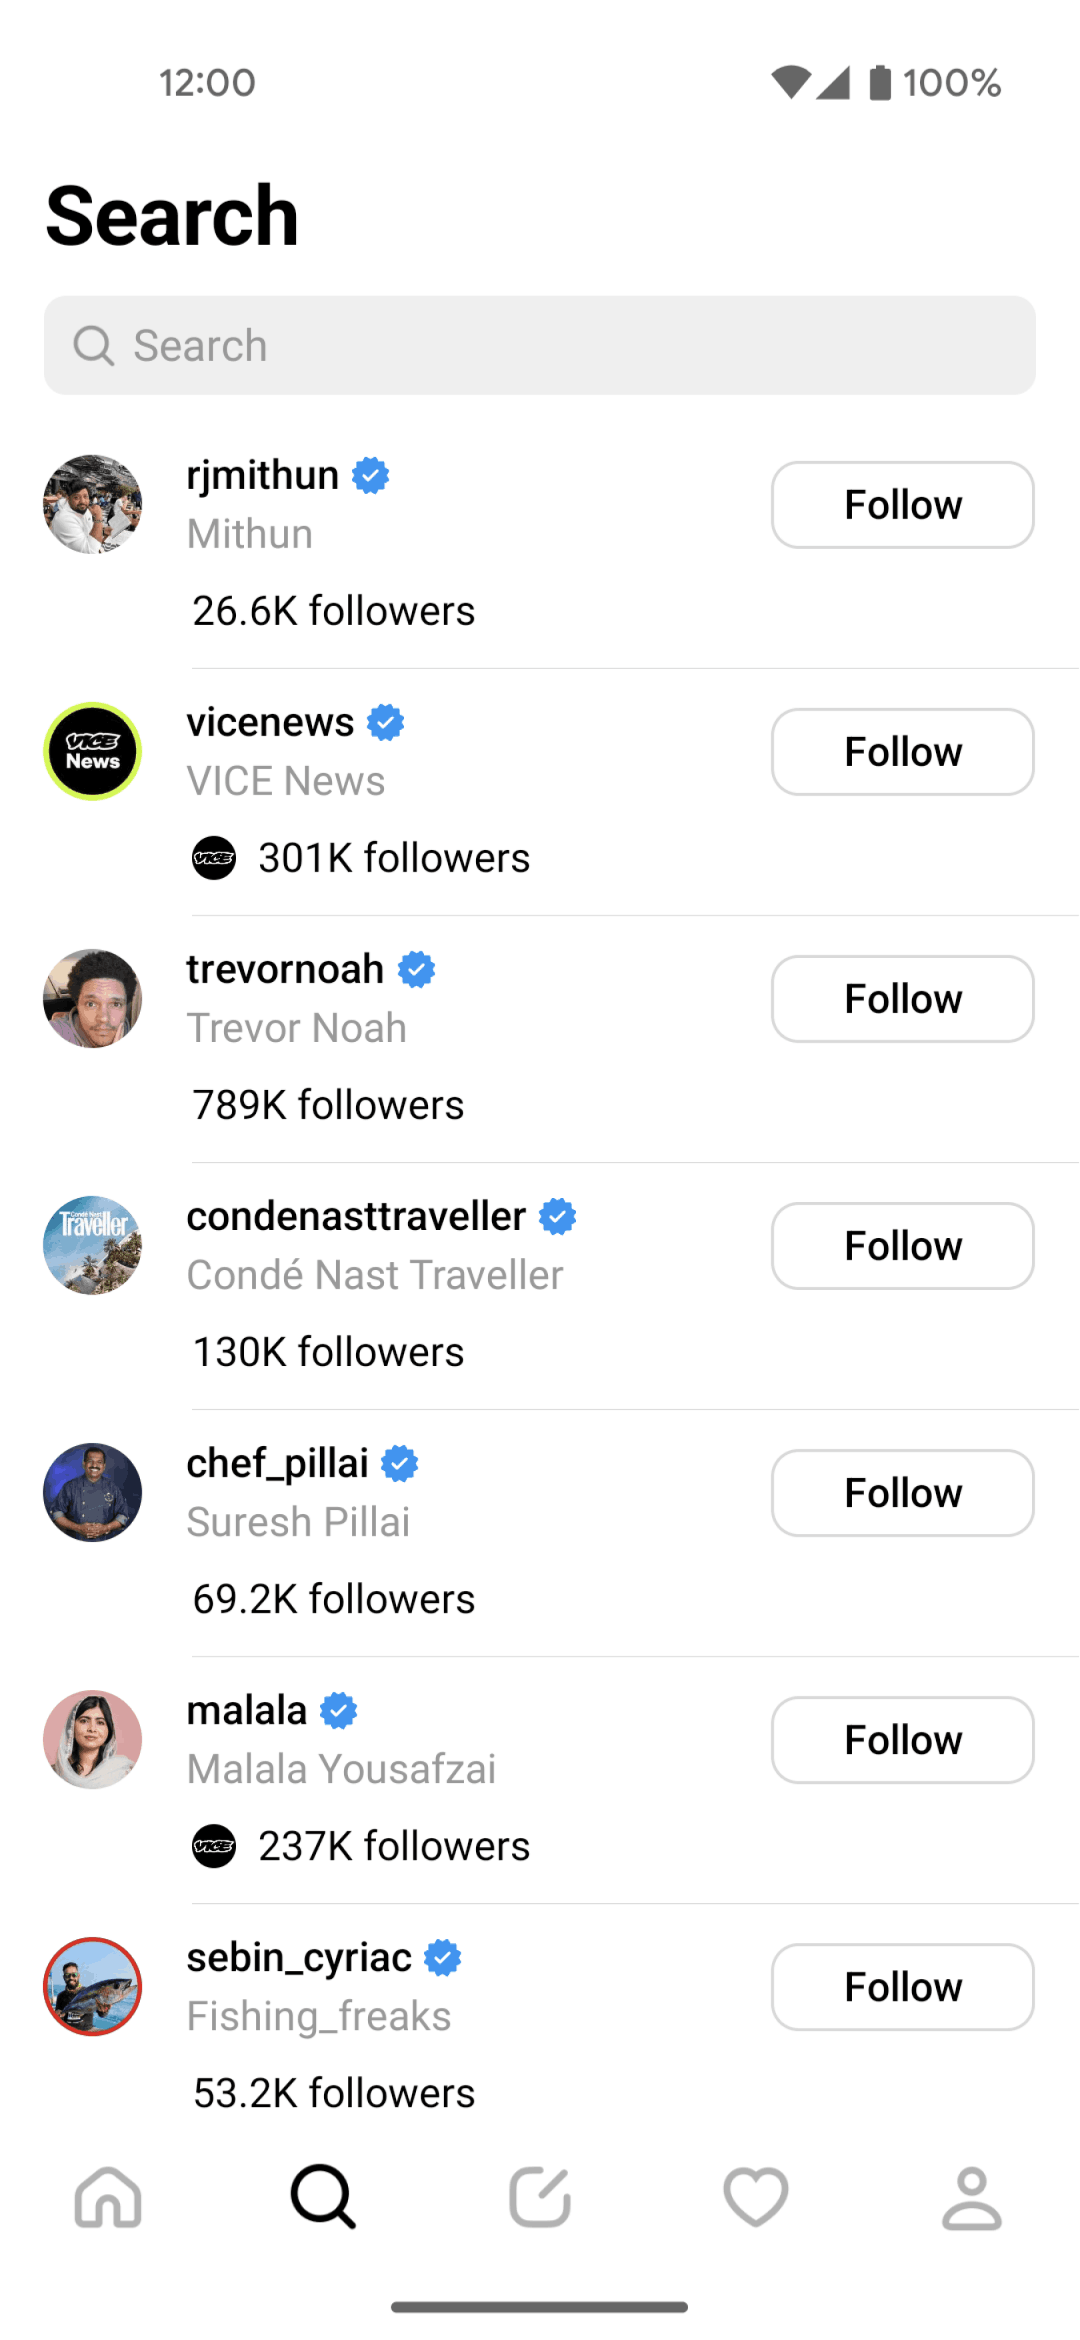 12:00 100%
Search
Search
rjmithun
Mithun
Follow
26.6K followers
vicenews
VICE News
VICE
News
Follow
VICE 301K followers
trevornoah
Trevor Noah
Follow
789K followers
Condé Nast
Traveller
condenasttraveller
Condé Nast Traveller
Follow
130K followers
chef_pillai
Suresh Pillai
Follow
69.2K followers
malala
Malala Yousafzai
Follow
VICE 237K followers
sebin_cyriac
Fishing_freaks
Follow
53.2K followers